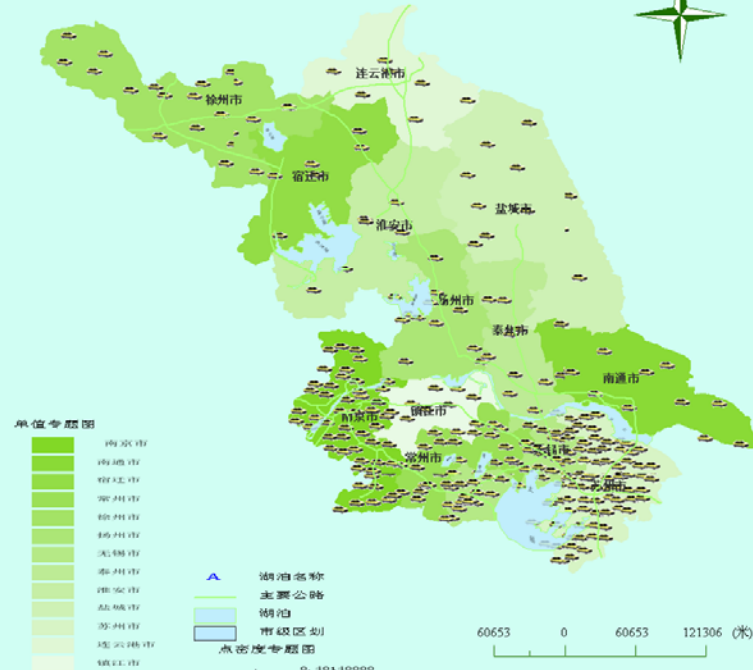 连云港市
徐州市
宿迁市
盐城市
淮安市
扬州市
泰州市
南通市
南京市
镇江市
常州市
无锡市
苏州市
单值专题图
南京市
南通市
宿迁市
常州市
徐州市
扬州市
无锡市
泰州市
淮安市
盐城市
苏州市
连云港市
镇江市
A 湖泊名称
主要公路
湖泊
市级区划
点密度专题图
60653 0 60653 121306 (米)